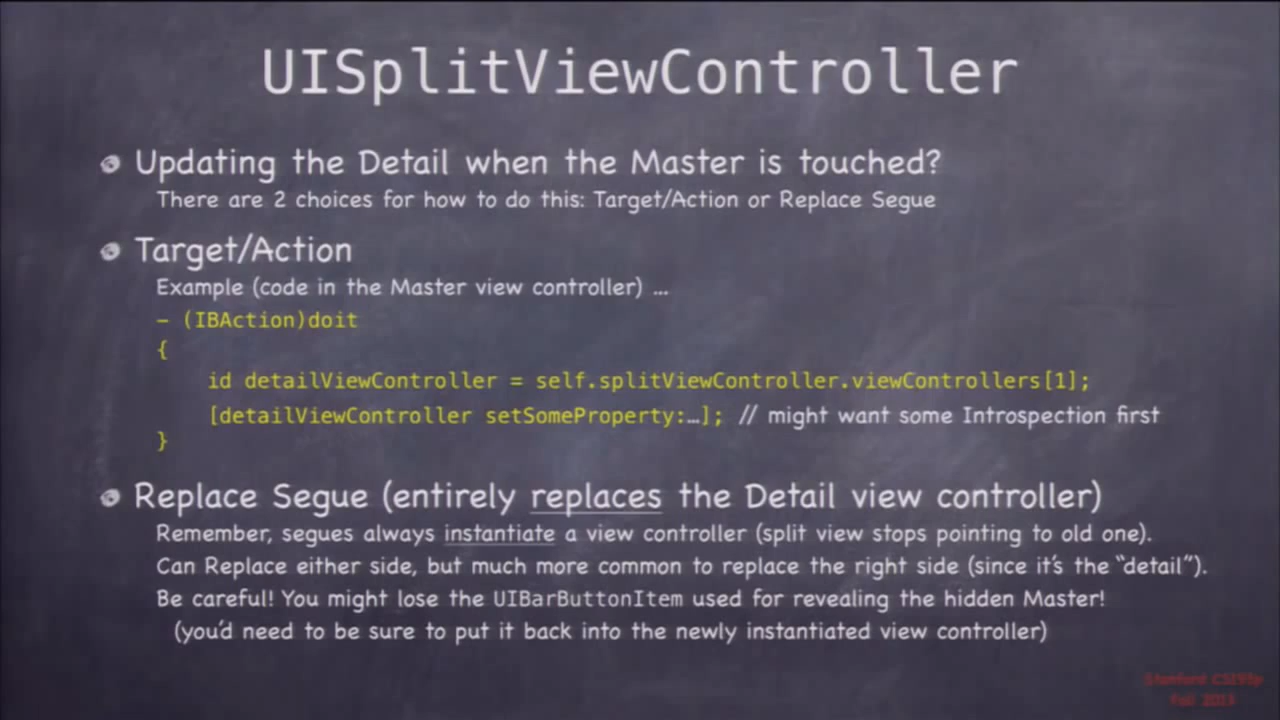 UISplitViewController
Updating the Detail when the Master is touched?
There are 2 choices for how to do this: Target/Action or Replace Segue
Target/Action
Example (code in the Master view controller) ...
- (IBAction)doit
{
id detailViewController = self.splitViewController.viewControllers[1];
[detailViewController setSomeProperty:…]; // might want some Introspection first
}
Replace Segue (entirely replaces the Detail view controller)
Remember, segues always instantiate a view controller (split view stops pointing to old one).
Can Replace either side, but much more common to replace the right side (since it's the "detail").
Be careful! You might lose the UIBarButtonItem used for revealing the hidden Master!
(you'd need to be sure to put it back into the newly instantiated view controller)
Stanford CS193p
Fall 2013